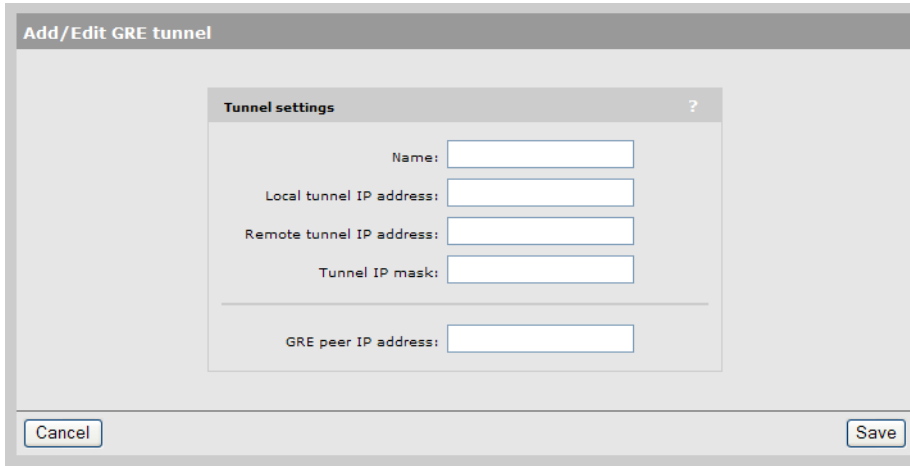 Add/Edit GRE tunnel
Tunnel settings ?
Name:
Local tunnel IP address:
Remote tunnel IP address:
Tunnel IP mask:
GRE peer IP address:
Cancel Save